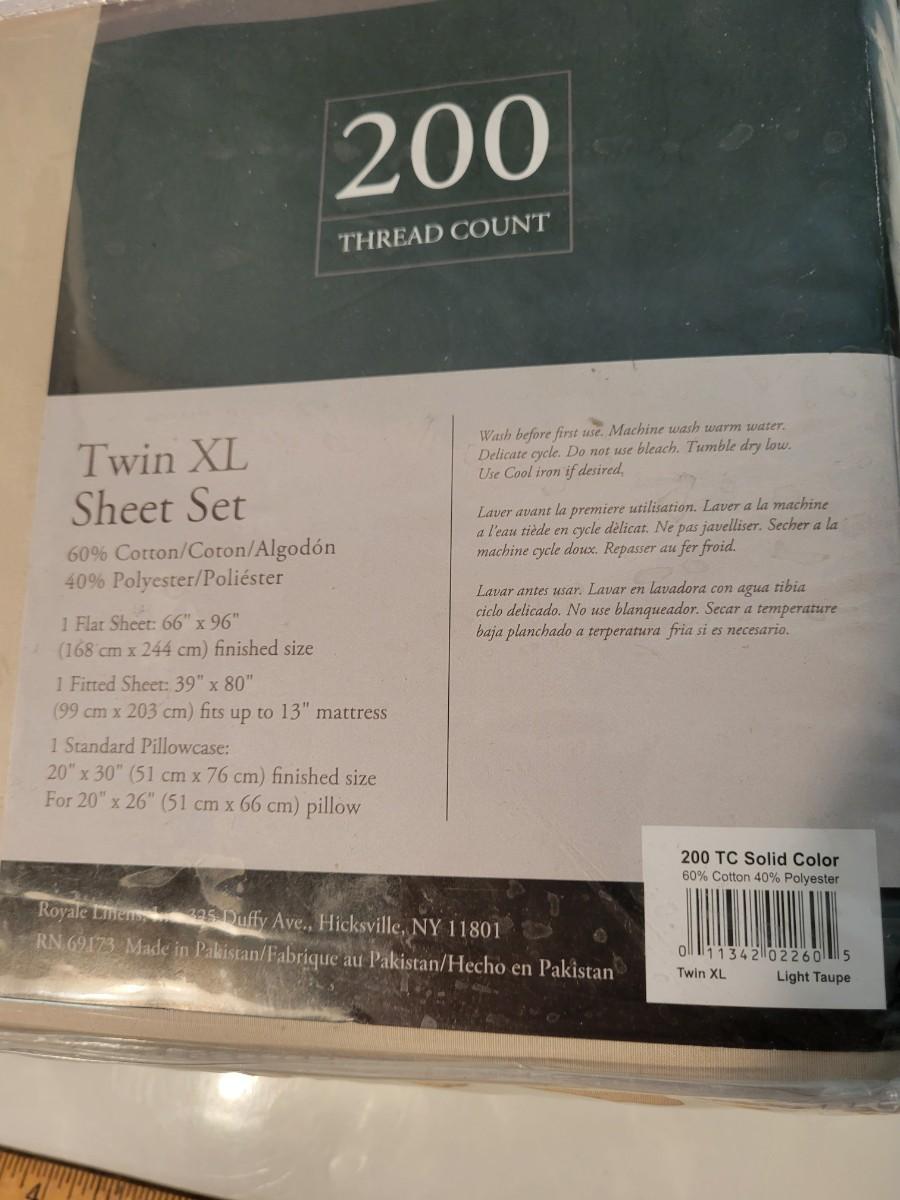 200
THREAD COUNT
Twin XL
Sheet Set
60% Cotton/Coton/Algodón
40% Polyester/Poliéster
1 Flat Sheet: 66" x 96"
(168 cm x 244 cm) finished size
1 Fitted Sheet: 39" x 80"
(99 cm x 203 cm) fits up to 13" mattress
1 Standard Pillowcase:
20" x 30" (51 cm x 76 cm) finished size
For 20" x 26" (51 cm x 66 cm) pillow
Wash before first use. Machine wash warm water.
Delicate cycle. Do not use bleach. Tumble dry low.
Use Cool iron if desired,
Laver avant la premiere utilisation. Laver a la machine
a l'eau tiède en cycle dèlicat. Ne pas javelliser. Secher a la
machine cycle doux. Repasser au fer froid.
Lavar antes usar. Lavar en lavadora con agua tibia
ciclo delicado. No use blanqueador. Secar a temperature
baja planchado a terperatura fria si es necesario.
Royale Linens, 325 Duffy Ave., Hicksville, NY 11801
RN 69173 Made in Pakistan/Fabrique au Pakistan/Hecho en Pakistan
200 TC Solid Color
60% Cotton 40% Polyester
0 11342 02260 5
Twin XL Light Taupe
4